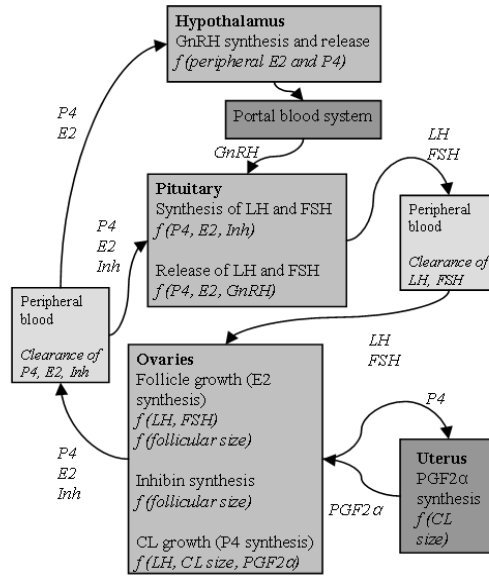 Hypothalamus
GnRH synthesis and release
f (peripheral E2 and P4)
P4
E2
Portal blood system
GnRH
LH
FSH
Pituitary
Synthesis of LH and FSH
f (P4, E2, Inh)
Release of LH and FSH
f (P4, E2, GnRH)
P4
E2
Inh
Peripheral
blood
Clearance of
LH, FSH
Peripheral
blood
Clearance of
P4, E2, Inh
LH
FSH
Ovaries
Follicle growth (E2
synthesis)
f (LH, FSH)
f (follicular size)
Inhibin synthesis
f (follicular size)
CL growth (P4 synthesis)
f (LH, CL size, PGF2α)
P4
E2
Inh
P4
Uterus
PGF2α
synthesis
f (CL
size)
PGF2α